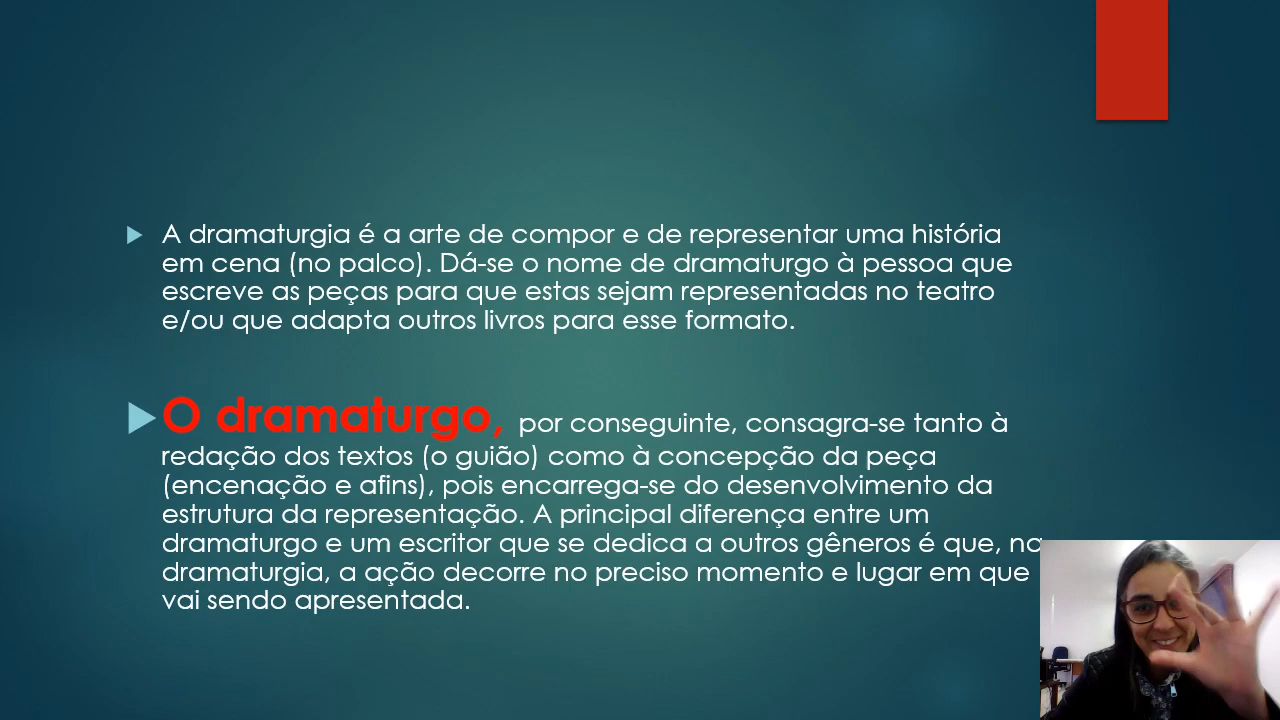 A dramaturgia é a arte de compor e de representar uma história
em cena (no palco). Dá-se o nome de dramaturgo à pessoa que
escreve as peças para que estas sejam representadas no teatro
e/ou que adapta outros livros para esse formato.
O dramaturgo, por conseguinte, consagra-se tanto à
redação dos textos (o guião) como à concepção da peça
(encenação e afins), pois encarrega-se do desenvolvimento da
estrutura da representação. A principal diferença entre um
dramaturgo e um escritor que se dedica a outros gêneros é que, na
dramaturgia, a ação decorre no preciso momento e lugar em que
vai sendo apresentada.